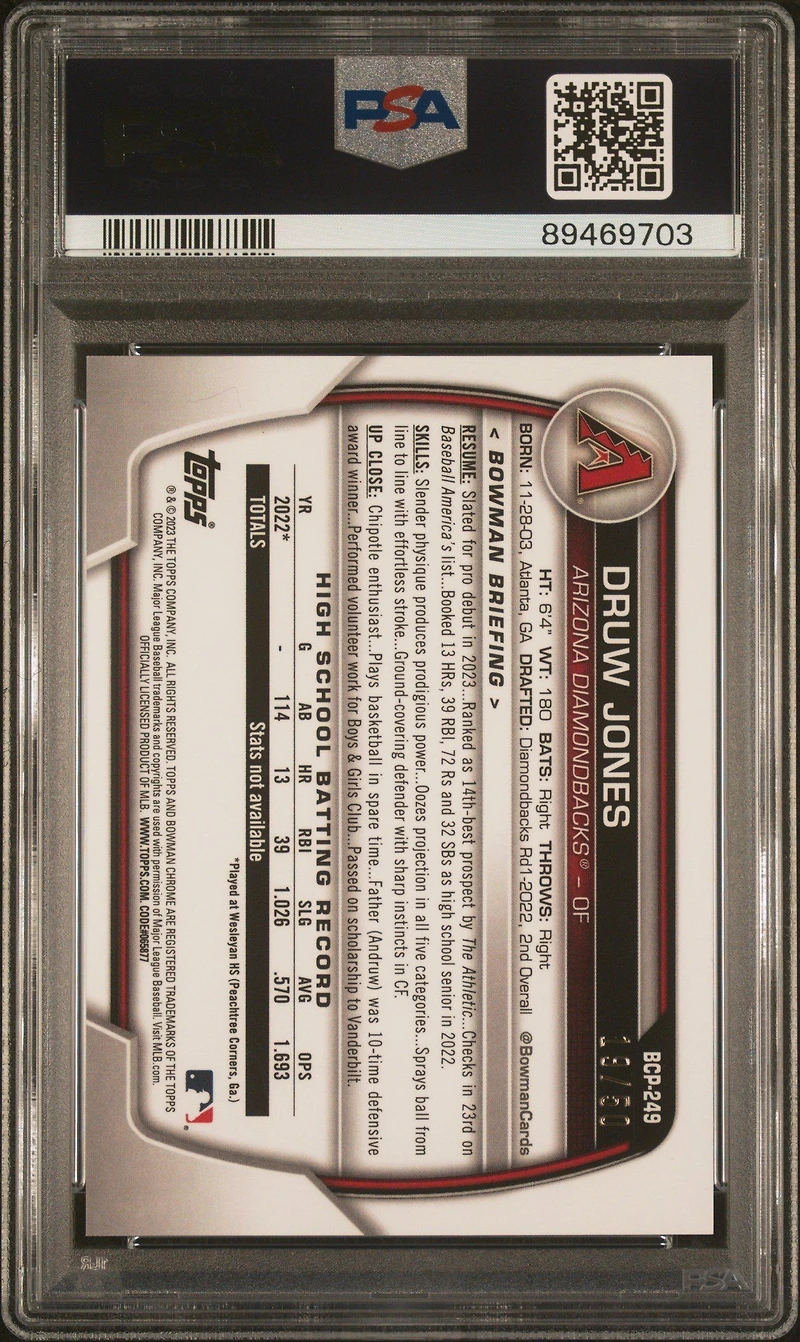 PSA
89469703
BCP-249
DRUW JONES
ARIZONA DIAMONDBACKS® – OF
HT: 6'4" WT: 180 BATS: Right THROWS: Right
BORN: 11-28-03, Atlanta, GA DRAFTED: Diamondbacks Rd1-2022, 2nd Overall @BowmanCards
< BOWMAN BRIEFING >
RESUME: Slated for pro debut in 2023...Ranked as 14th-best prospect by The Athletic...Checks in 23rd on
Baseball America's list...Booked 13 HRs, 39 RBI, 72 Rs and 32 SBs as high school senior in 2022.
SKILLS: Slender physique produces prodigious power...Oozes projection in all five categories...Sprays ball from
line to line with effortless stroke...Ground-covering defender with sharp instincts in CF.
UP CLOSE: Chipotle enthusiast...Plays basketball in spare time...Father (Andruw) was 10-time defensive
award winner...Performed volunteer work for Boys & Girls Club...Passed on scholarship to Vanderbilt.
HIGH SCHOOL BATTING RECORD
YR G AB HR RBI SLG AVG OPS
2022* - 114 13 39 1.026 .570 1.693
TOTALS Stats not available
*Played at Wesleyan HS (Peachtree Corners, Ga.)
topps®
® & © 2023 THE TOPPS COMPANY, INC. ALL RIGHTS RESERVED. TOPPS AND BOWMAN CHROME ARE REGISTERED TRADEMARKS OF THE TOPPS
COMPANY, INC. Major League Baseball trademarks and copyrights are used with permission of Major League Baseball. Visit MLB.com.
OFFICIALLY LICENSED PRODUCT OF MLB. WWW.TOPPS.COM. CODE#065877
PSA